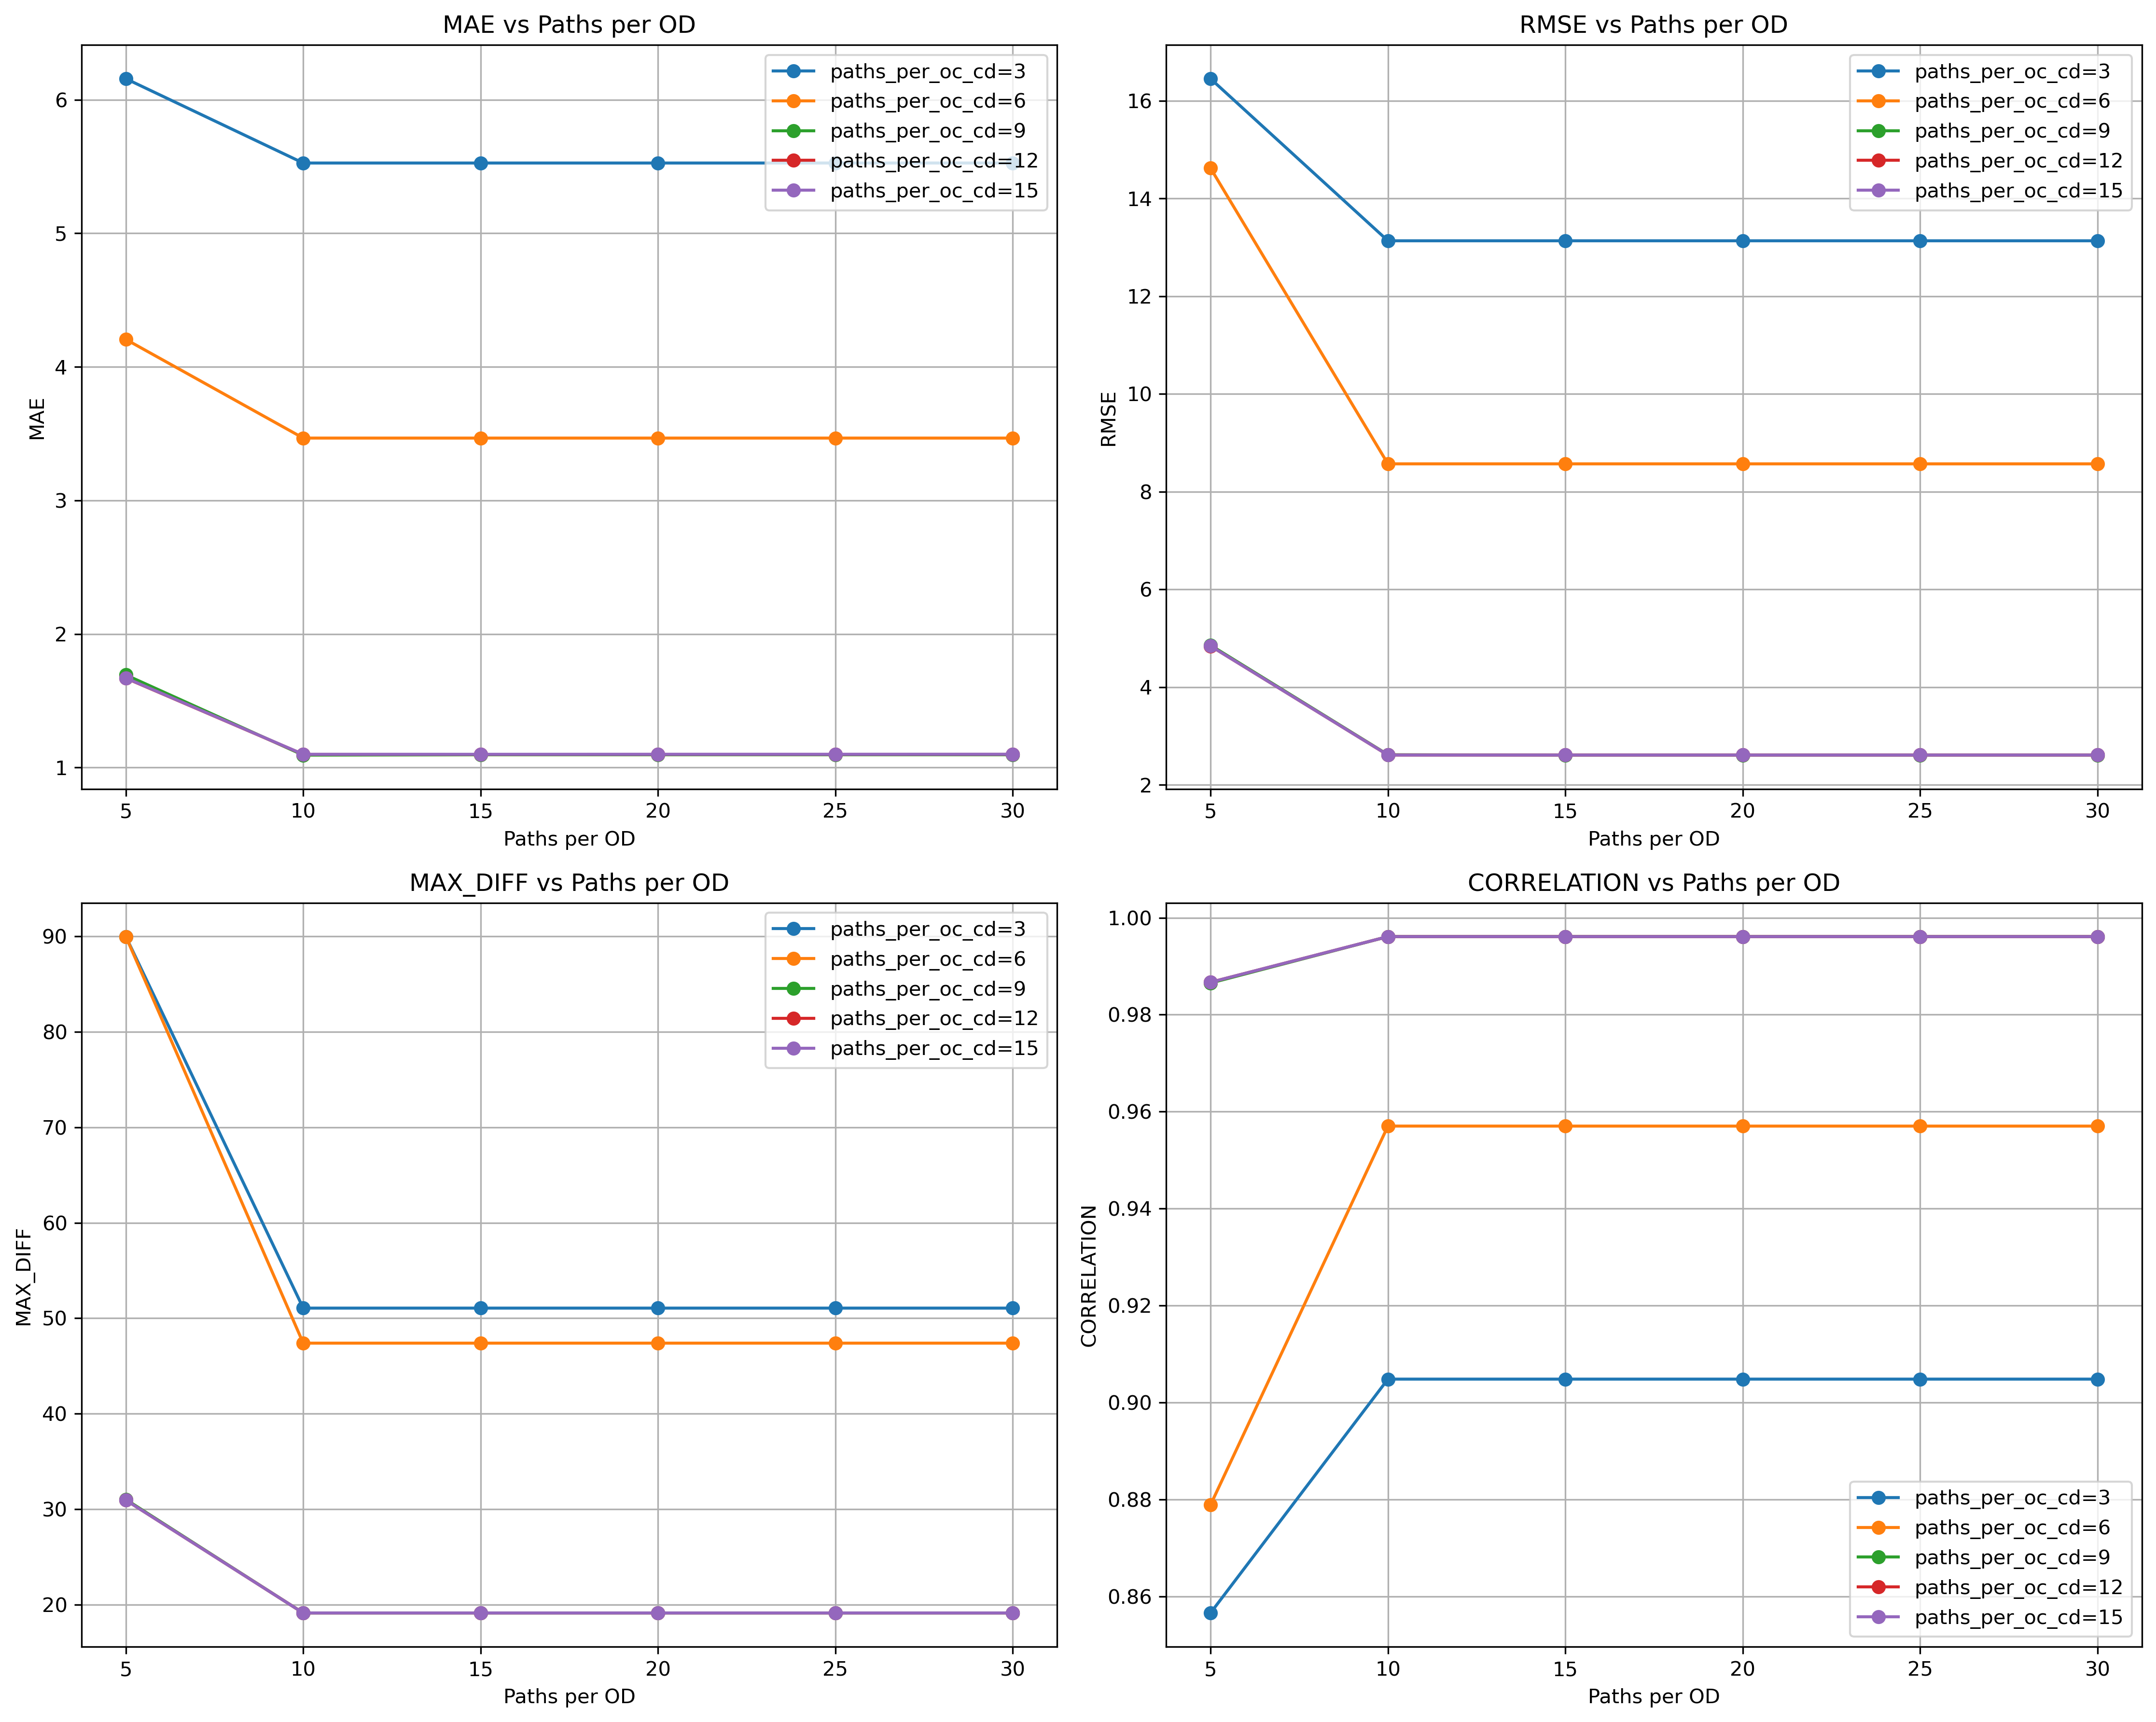 MAE vs Paths per OD
MAE
6
5
4
3
2
1
5 10 15 20 25 30
Paths per OD
paths_per_oc_cd=3
paths_per_oc_cd=6
paths_per_oc_cd=9
paths_per_oc_cd=12
paths_per_oc_cd=15
RMSE vs Paths per OD
RMSE
16
14
12
10
8
6
4
2
5 10 15 20 25 30
Paths per OD
paths_per_oc_cd=3
paths_per_oc_cd=6
paths_per_oc_cd=9
paths_per_oc_cd=12
paths_per_oc_cd=15
MAX_DIFF vs Paths per OD
MAX_DIFF
90
80
70
60
50
40
30
20
5 10 15 20 25 30
Paths per OD
paths_per_oc_cd=3
paths_per_oc_cd=6
paths_per_oc_cd=9
paths_per_oc_cd=12
paths_per_oc_cd=15
CORRELATION vs Paths per OD
CORRELATION
1.00
0.98
0.96
0.94
0.92
0.90
0.88
0.86
5 10 15 20 25 30
Paths per OD
paths_per_oc_cd=3
paths_per_oc_cd=6
paths_per_oc_cd=9
paths_per_oc_cd=12
paths_per_oc_cd=15